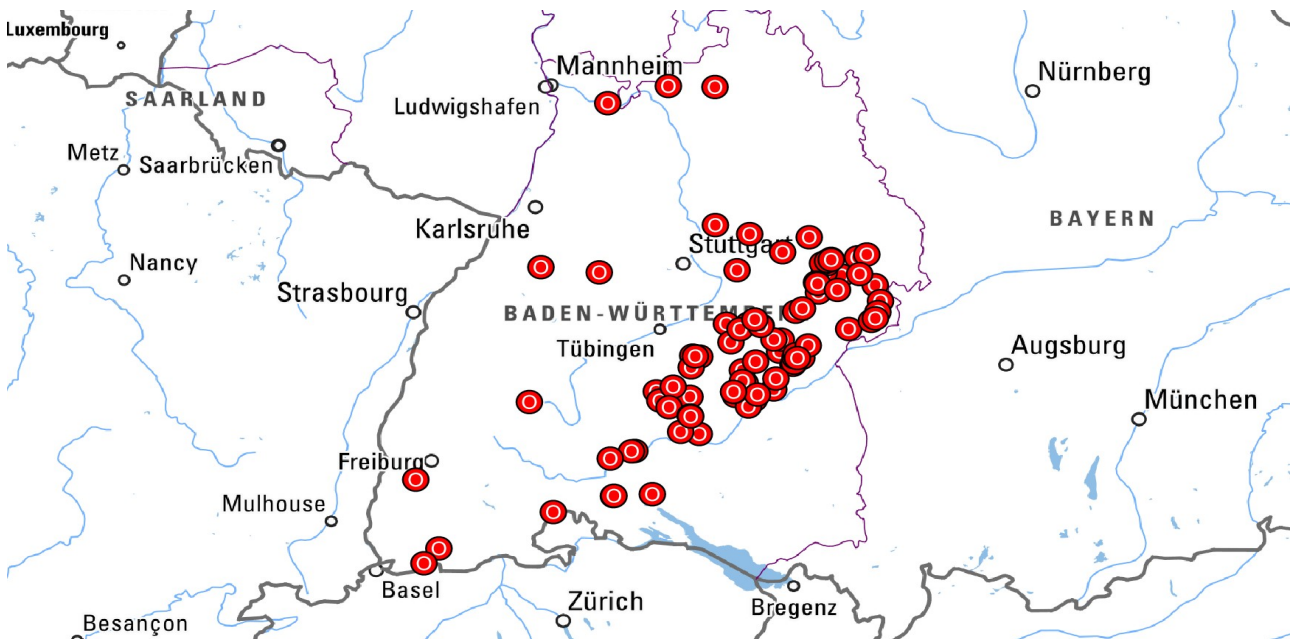 Luxembourg
Mannheim
Nürnberg
SAARLAND
Ludwigshafen
Metz
Saarbrücken
Karlsruhe
BAYERN
Stuttgart
Nancy
Strasbourg
BADEN-WÜRTTEMBERG
Tübingen
Augsburg
München
Freiburg
Mulhouse
Basel
Zürich
Bregenz
Besançon